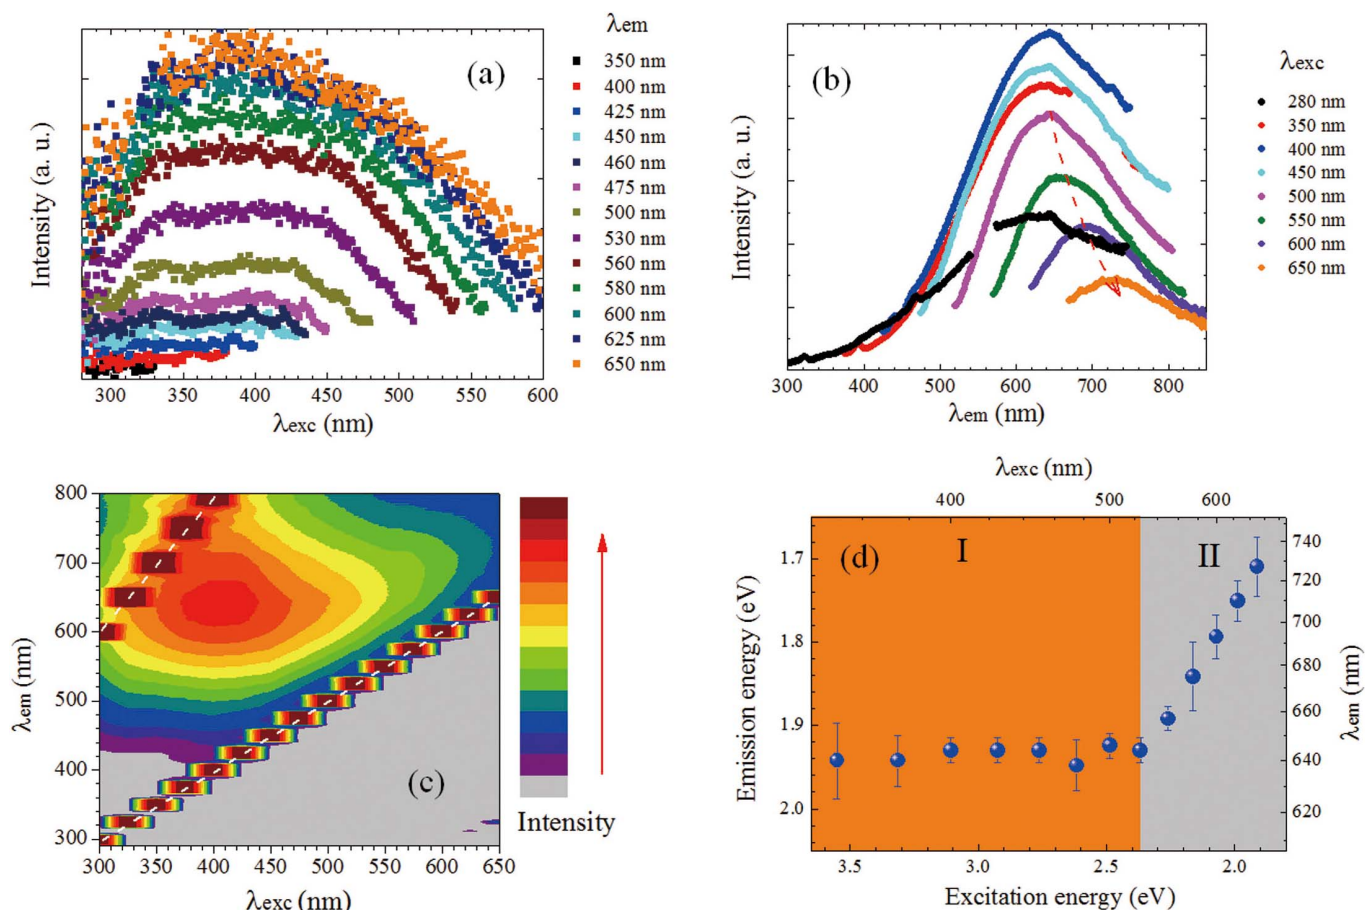 (a)
Intensity (a. u.)
300 350 400 450 500 550 600
λexc (nm)
λem
350 nm
400 nm
425 nm
450 nm
460 nm
475 nm
500 nm
530 nm
560 nm
580 nm
600 nm
625 nm
650 nm
(b)
Intensity (a. u.)
300 400 500 600 700 800
λem (nm)
λexc
280 nm
350 nm
400 nm
450 nm
500 nm
550 nm
600 nm
650 nm
800
700
600
500
400
300
λem (nm)
(c)
300 350 400 450 500 550 600 650
λexc (nm)
Intensity
λexc (nm)
400 500 600
(d)
I
II
1.7
1.8
1.9
2.0
Emission energy (eV)
740
720
700
680
660
640
620
λem (nm)
3.5 3.0 2.5 2.0
Excitation energy (eV)